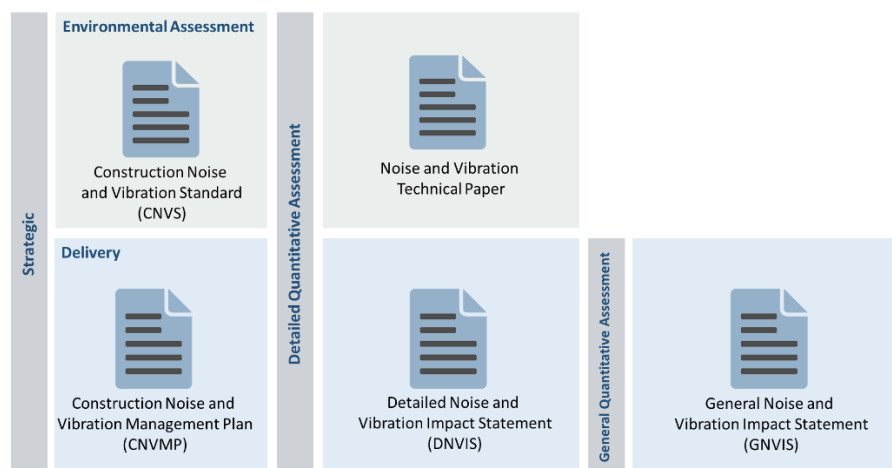 Strategic
Environmental Assessment
Construction Noise
and Vibration Standard
(CNVS)
Detailed Quantitative Assessment
Noise and Vibration
Technical Paper
Delivery
Construction Noise and
Vibration Management Plan
(CNVMP)
Detailed Noise and
Vibration Impact Statement
(DNVIS)
General Quantitative Assessment
General Noise and
Vibration Impact Statement
(GNVIS)